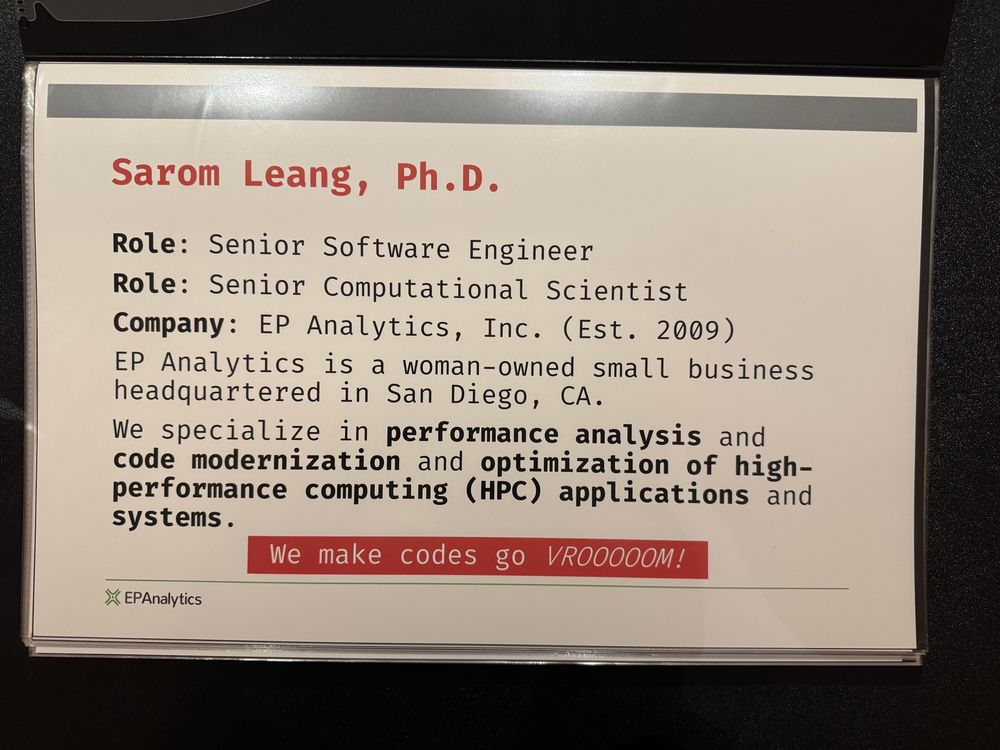 Sarom Leang, Ph.D.
Role: Senior Software Engineer
Role: Senior Computational Scientist
Company: EP Analytics, Inc. (Est. 2009)
EP Analytics is a woman-owned small business
headquartered in San Diego, CA.
We specialize in performance analysis and
code modernization and optimization of high-
performance computing (HPC) applications and
systems.
We make codes go VROOOOOM!
EPAnalytics